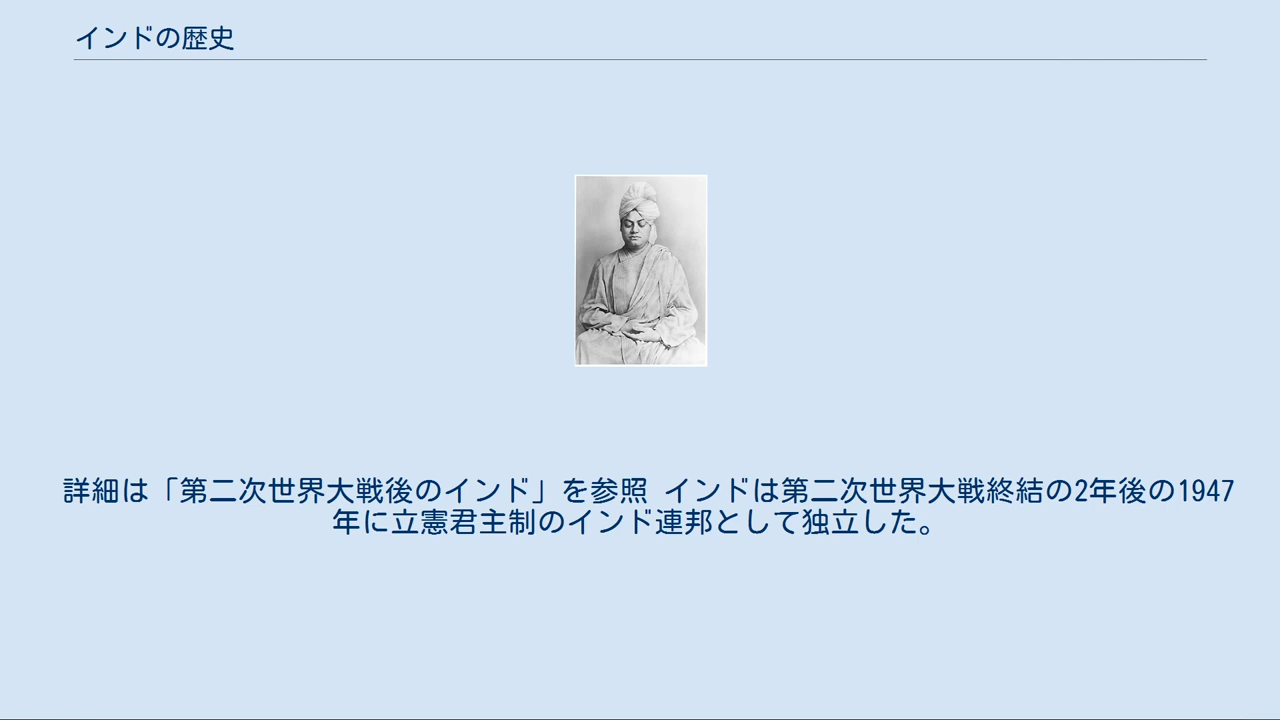 インドの歴史
詳細は「第二次世界大戦後のインド」を参照 インドは第二次世界大戦終結の2年後の1947
年に立憲君主制のインド連邦として独立した。